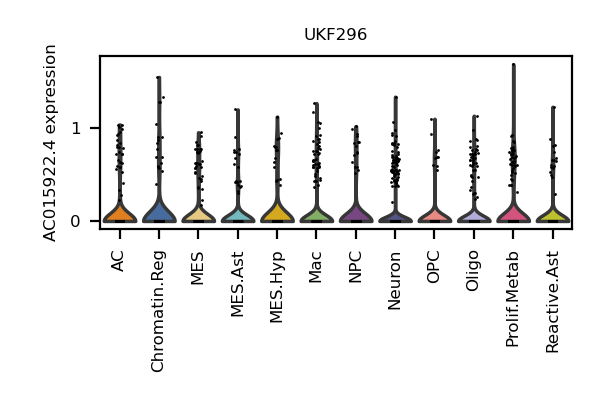 UKF296
AC015922.4 expression
1
0
AC
Chromatin.Reg
MES
MES.Ast
MES.Hyp
Mac
NPC
Neuron
OPC
Oligo
Prolif.Metab
Reactive.Ast